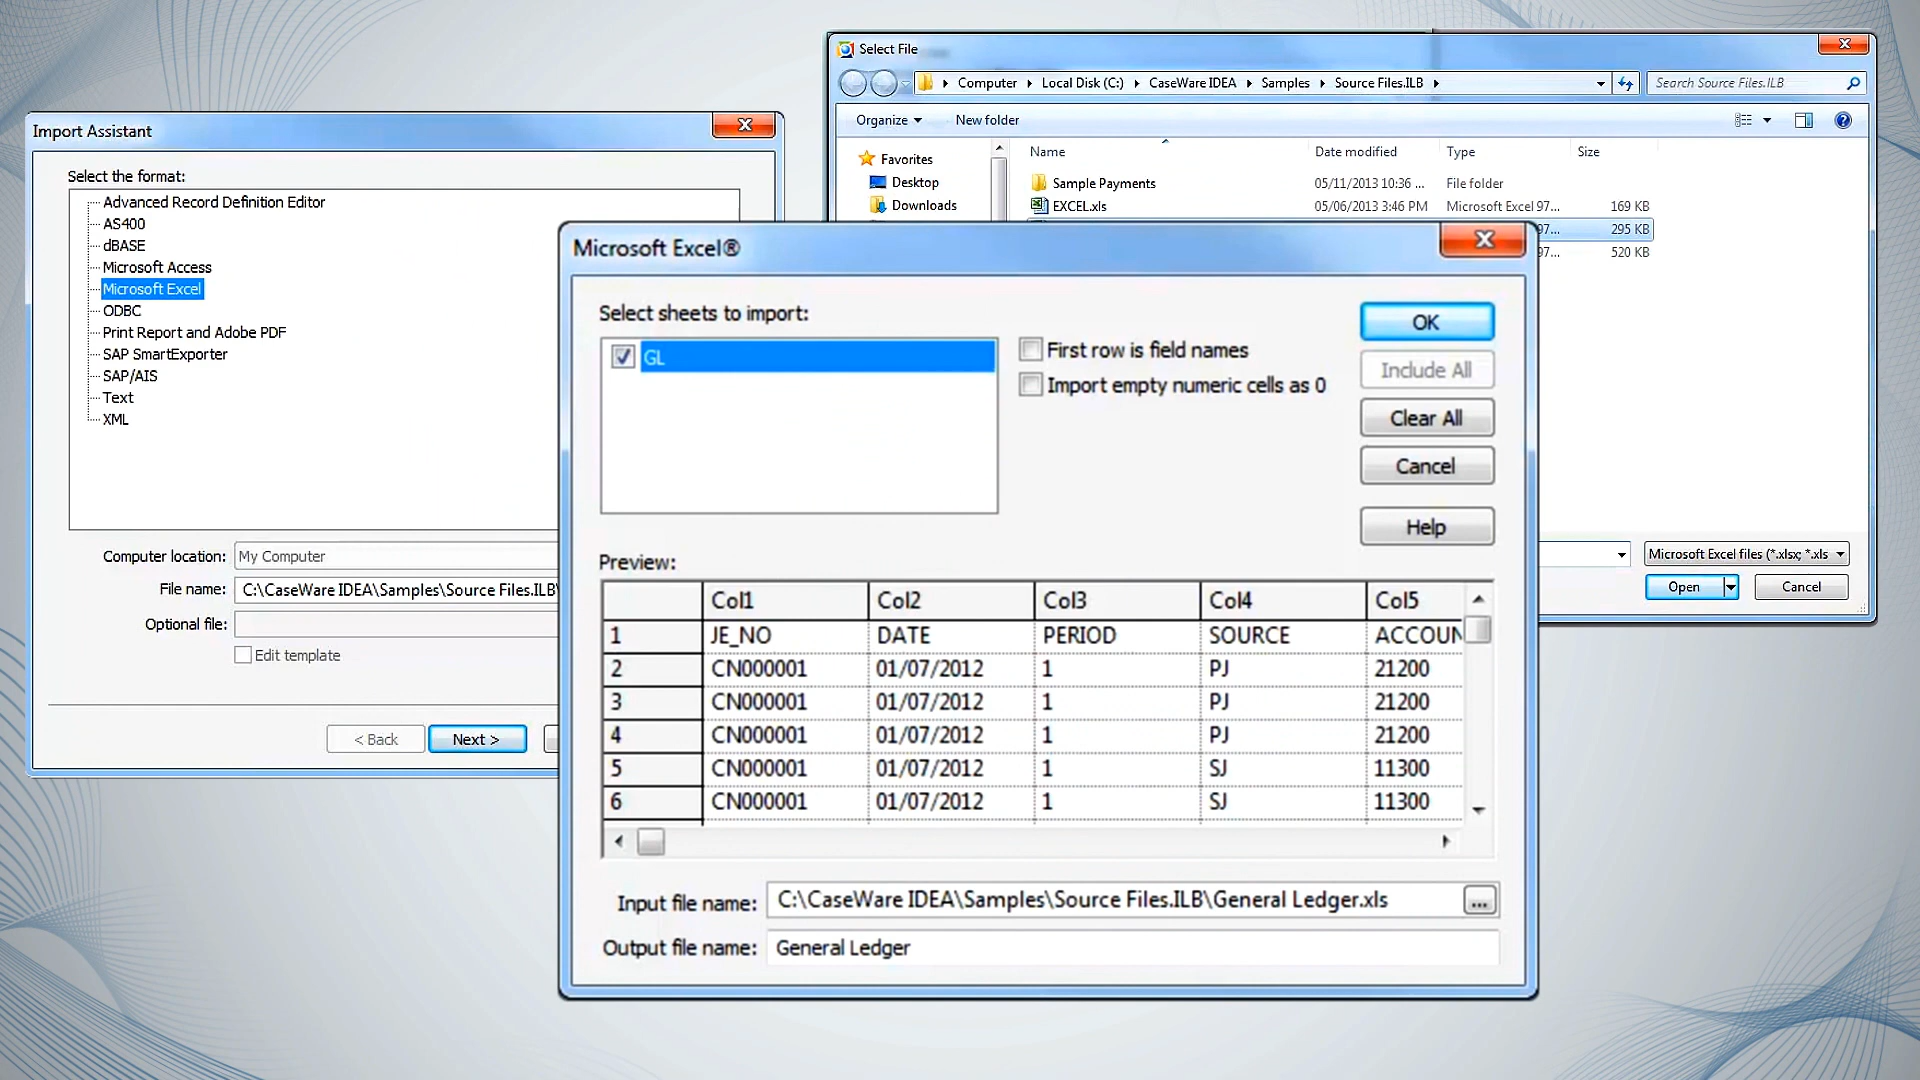 Import Assistant
Select the format:
Advanced Record Definition Editor
AS400
dBASE
Microsoft Access
Microsoft Excel
ODBC
Print Report and Adobe PDF
SAP SmartExporter
SAP/AIS
Text
XML
Computer location: My Computer
File name: C:\CaseWare IDEA\Samples\Source Files.ILB\
Optional file:
Edit template
< Back Next >
Select File
Computer Local Disk (C:) CaseWare IDEA Samples Source Files.ILB
Search Source Files.ILB
Organize New folder
Favorites
Desktop
Downloads
Name Date modified Type Size
Sample Payments 05/11/2013 10:36 ... File folder
EXCEL.xls 05/06/2013 3:46 PM Microsoft Excel 97... 169 KB
97... 295 KB
97... 520 KB
Microsoft Excel files (*.xlsx; *.xls
Open Cancel
Microsoft Excel®
Select sheets to import:
GL
First row is field names
Import empty numeric cells as 0
OK
Include All
Clear All
Cancel
Help
Preview:
Col1 Col2 Col3 Col4 Col5
1 JE_NO DATE PERIOD SOURCE ACCOUN
2 CN000001 01/07/2012 1 PJ 21200
3 CN000001 01/07/2012 1 PJ 21200
4 CN000001 01/07/2012 1 PJ 21200
5 CN000001 01/07/2012 1 SJ 11300
6 CN000001 01/07/2012 1 SJ 11300
Input file name: C:\CaseWare IDEA\Samples\Source Files.ILB\General Ledger.xls ...
Output file name: General Ledger